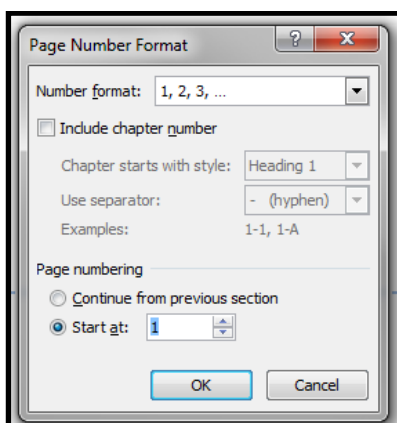 Page Number Format
Number format: 1, 2, 3, ...
Include chapter number
Chapter starts with style: Heading 1
Use separator: - (hyphen)
Examples: 1-1, 1-A
Page numbering
Continue from previous section
Start at: 1
OK Cancel